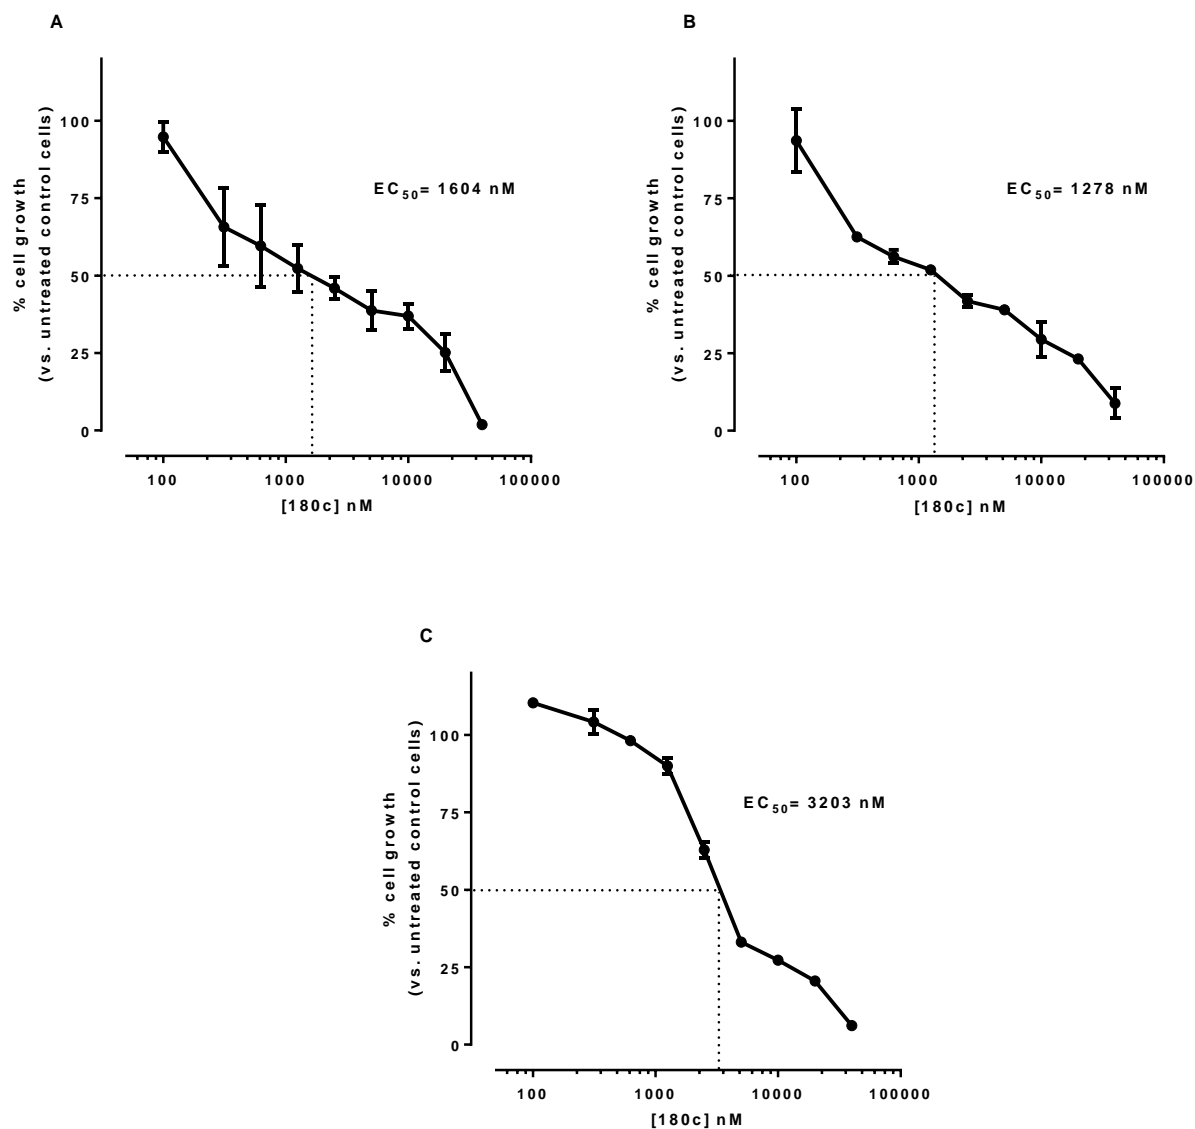 A
% cell growth
(vs. untreated control cells)
100
75
50
25
0
EC50= 1604 nM
100 1000 10000 100000
[180c] nM
B
% cell growth
(vs. untreated control cells)
100
75
50
25
0
EC50= 1278 nM
100 1000 10000 100000
[180c] nM
C
% cell growth
(vs. untreated control cells)
100
75
50
25
0
EC50= 3203 nM
100 1000 10000 100000
[180c] nM